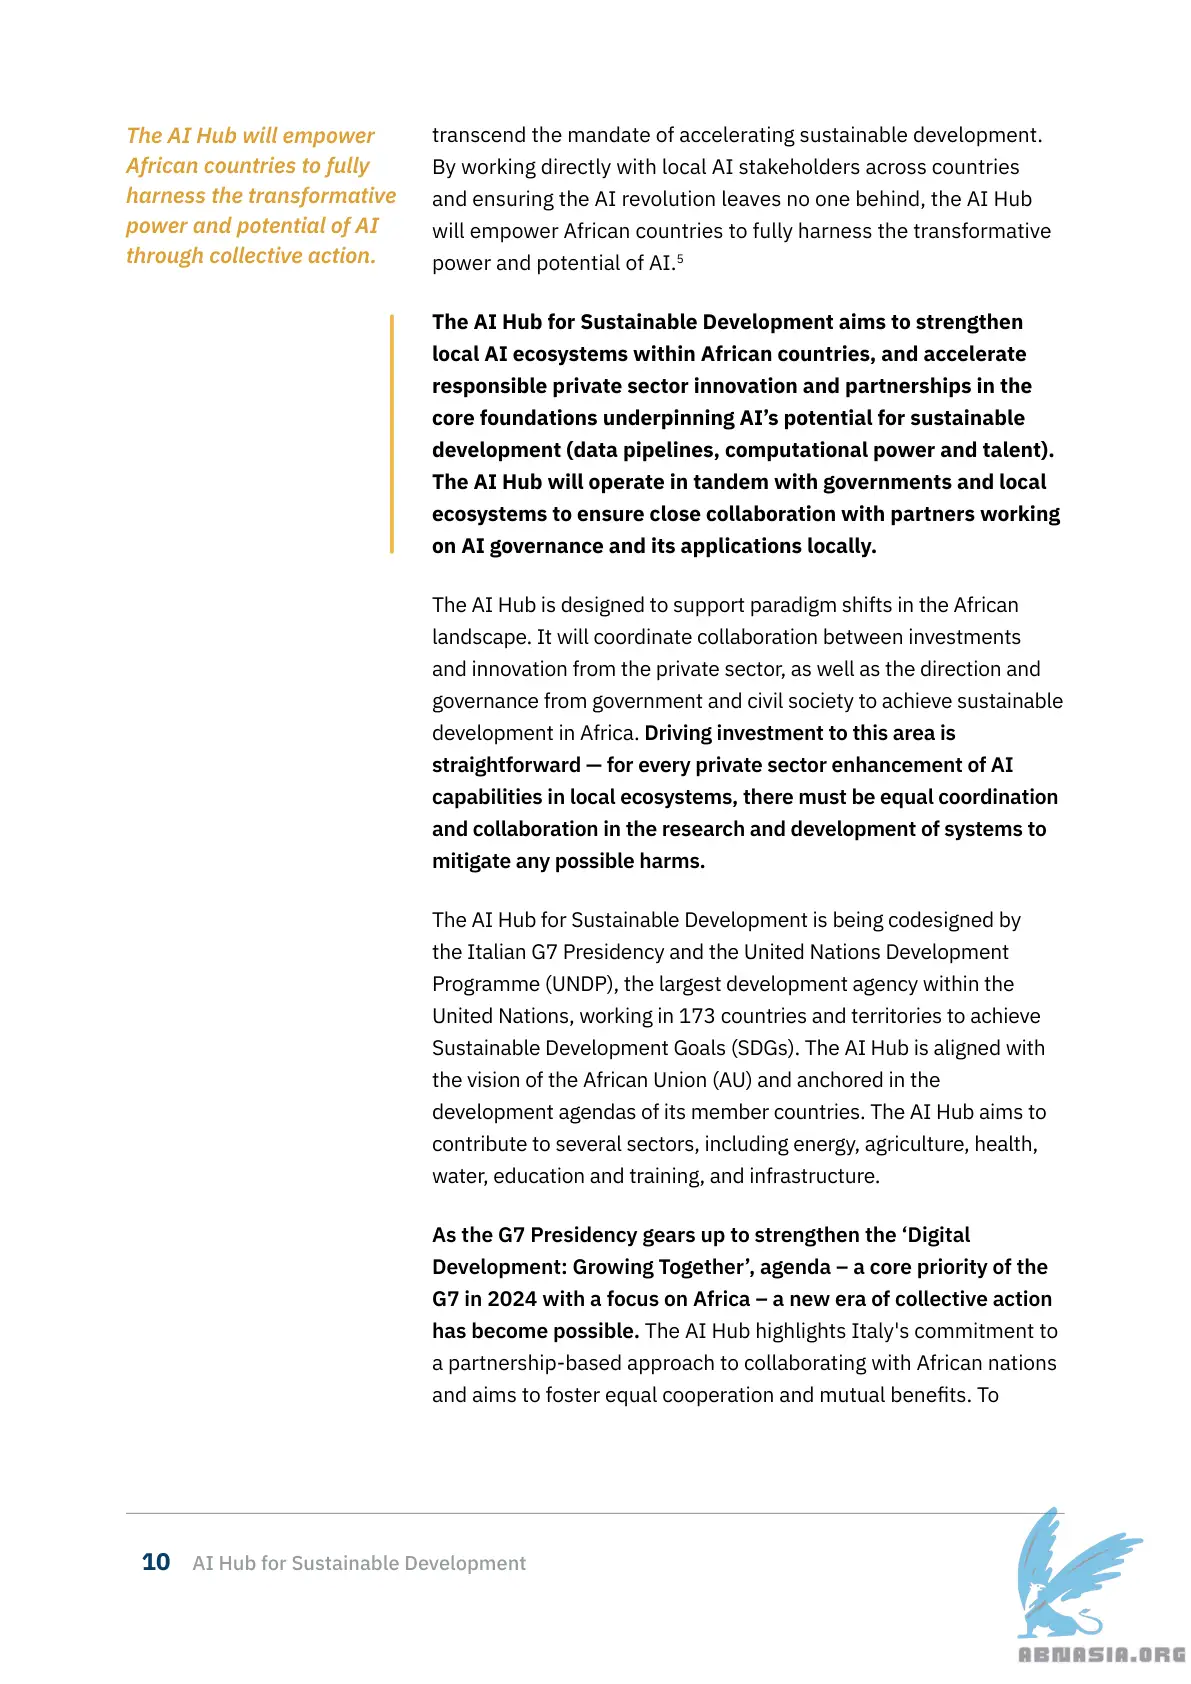 The AI Hub will empower
African countries to fully
harness the transformative
power and potential of AI
through collective action.
transcend the mandate of accelerating sustainable development.
By working directly with local AI stakeholders across countries
and ensuring the AI revolution leaves no one behind, the AI Hub
will empower African countries to fully harness the transformative
power and potential of AI.⁵
The AI Hub for Sustainable Development aims to strengthen
local AI ecosystems within African countries, and accelerate
responsible private sector innovation and partnerships in the
core foundations underpinning AI’s potential for sustainable
development (data pipelines, computational power and talent).
The AI Hub will operate in tandem with governments and local
ecosystems to ensure close collaboration with partners working
on AI governance and its applications locally.
The AI Hub is designed to support paradigm shifts in the African
landscape. It will coordinate collaboration between investments
and innovation from the private sector, as well as the direction and
governance from government and civil society to achieve sustainable
development in Africa. Driving investment to this area is
straightforward — for every private sector enhancement of AI
capabilities in local ecosystems, there must be equal coordination
and collaboration in the research and development of systems to
mitigate any possible harms.
The AI Hub for Sustainable Development is being codesigned by
the Italian G7 Presidency and the United Nations Development
Programme (UNDP), the largest development agency within the
United Nations, working in 173 countries and territories to achieve
Sustainable Development Goals (SDGs). The AI Hub is aligned with
the vision of the African Union (AU) and anchored in the
development agendas of its member countries. The AI Hub aims to
contribute to several sectors, including energy, agriculture, health,
water, education and training, and infrastructure.
As the G7 Presidency gears up to strengthen the ‘Digital
Development: Growing Together’, agenda – a core priority of the
G7 in 2024 with a focus on Africa – a new era of collective action
has become possible. The AI Hub highlights Italy's commitment to
a partnership-based approach to collaborating with African nations
and aims to foster equal cooperation and mutual benefits. To
10 AI Hub for Sustainable Development
ABNASIA.ORG